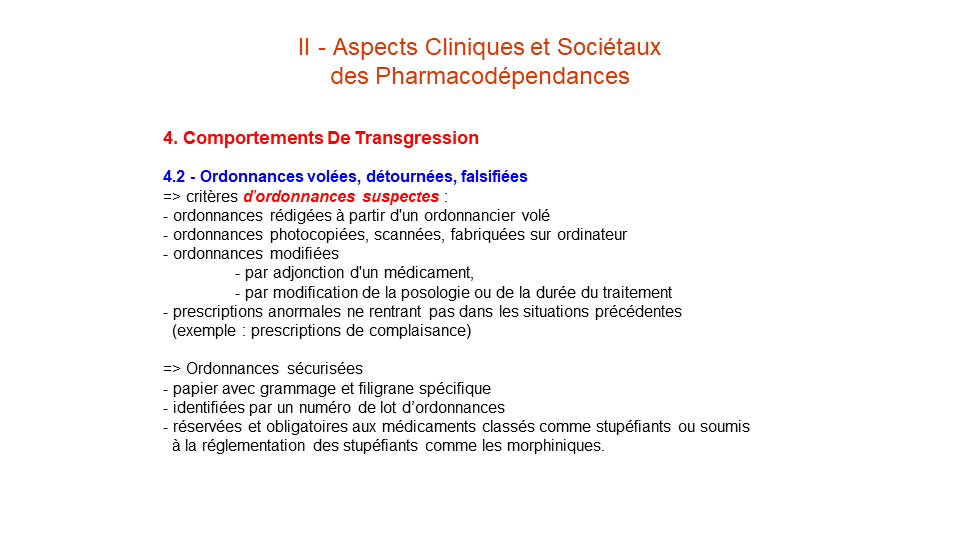 II - Aspects Cliniques et Sociétaux
des Pharmacodépendances
4. Comportements De Transgression
4.2 - Ordonnances volées, détournées, falsifiées
=> critères d'ordonnances suspectes :
- ordonnances rédigées à partir d'un ordonnancier volé
- ordonnances photocopiées, scannées, fabriquées sur ordinateur
- ordonnances modifiées
- par adjonction d'un médicament,
- par modification de la posologie ou de la durée du traitement
- prescriptions anormales ne rentrant pas dans les situations précédentes
(exemple : prescriptions de complaisance)
=> Ordonnances sécurisées
- papier avec grammage et filigrane spécifique
- identifiées par un numéro de lot d’ordonnances
- réservées et obligatoires aux médicaments classés comme stupéfiants ou soumis
à la réglementation des stupéfiants comme les morphiniques.